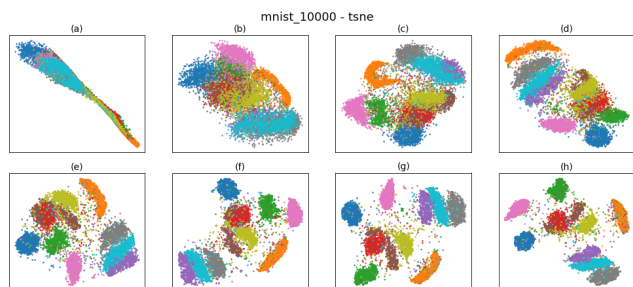 mnist_10000 - tsne
(a)
(b)
(c)
(d)
(e)
(f)
(g)
(h)